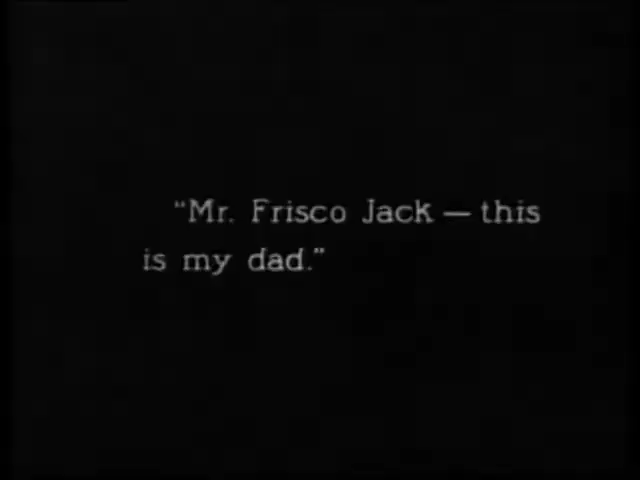 “Mr. Frisco Jack — this
is my dad.”